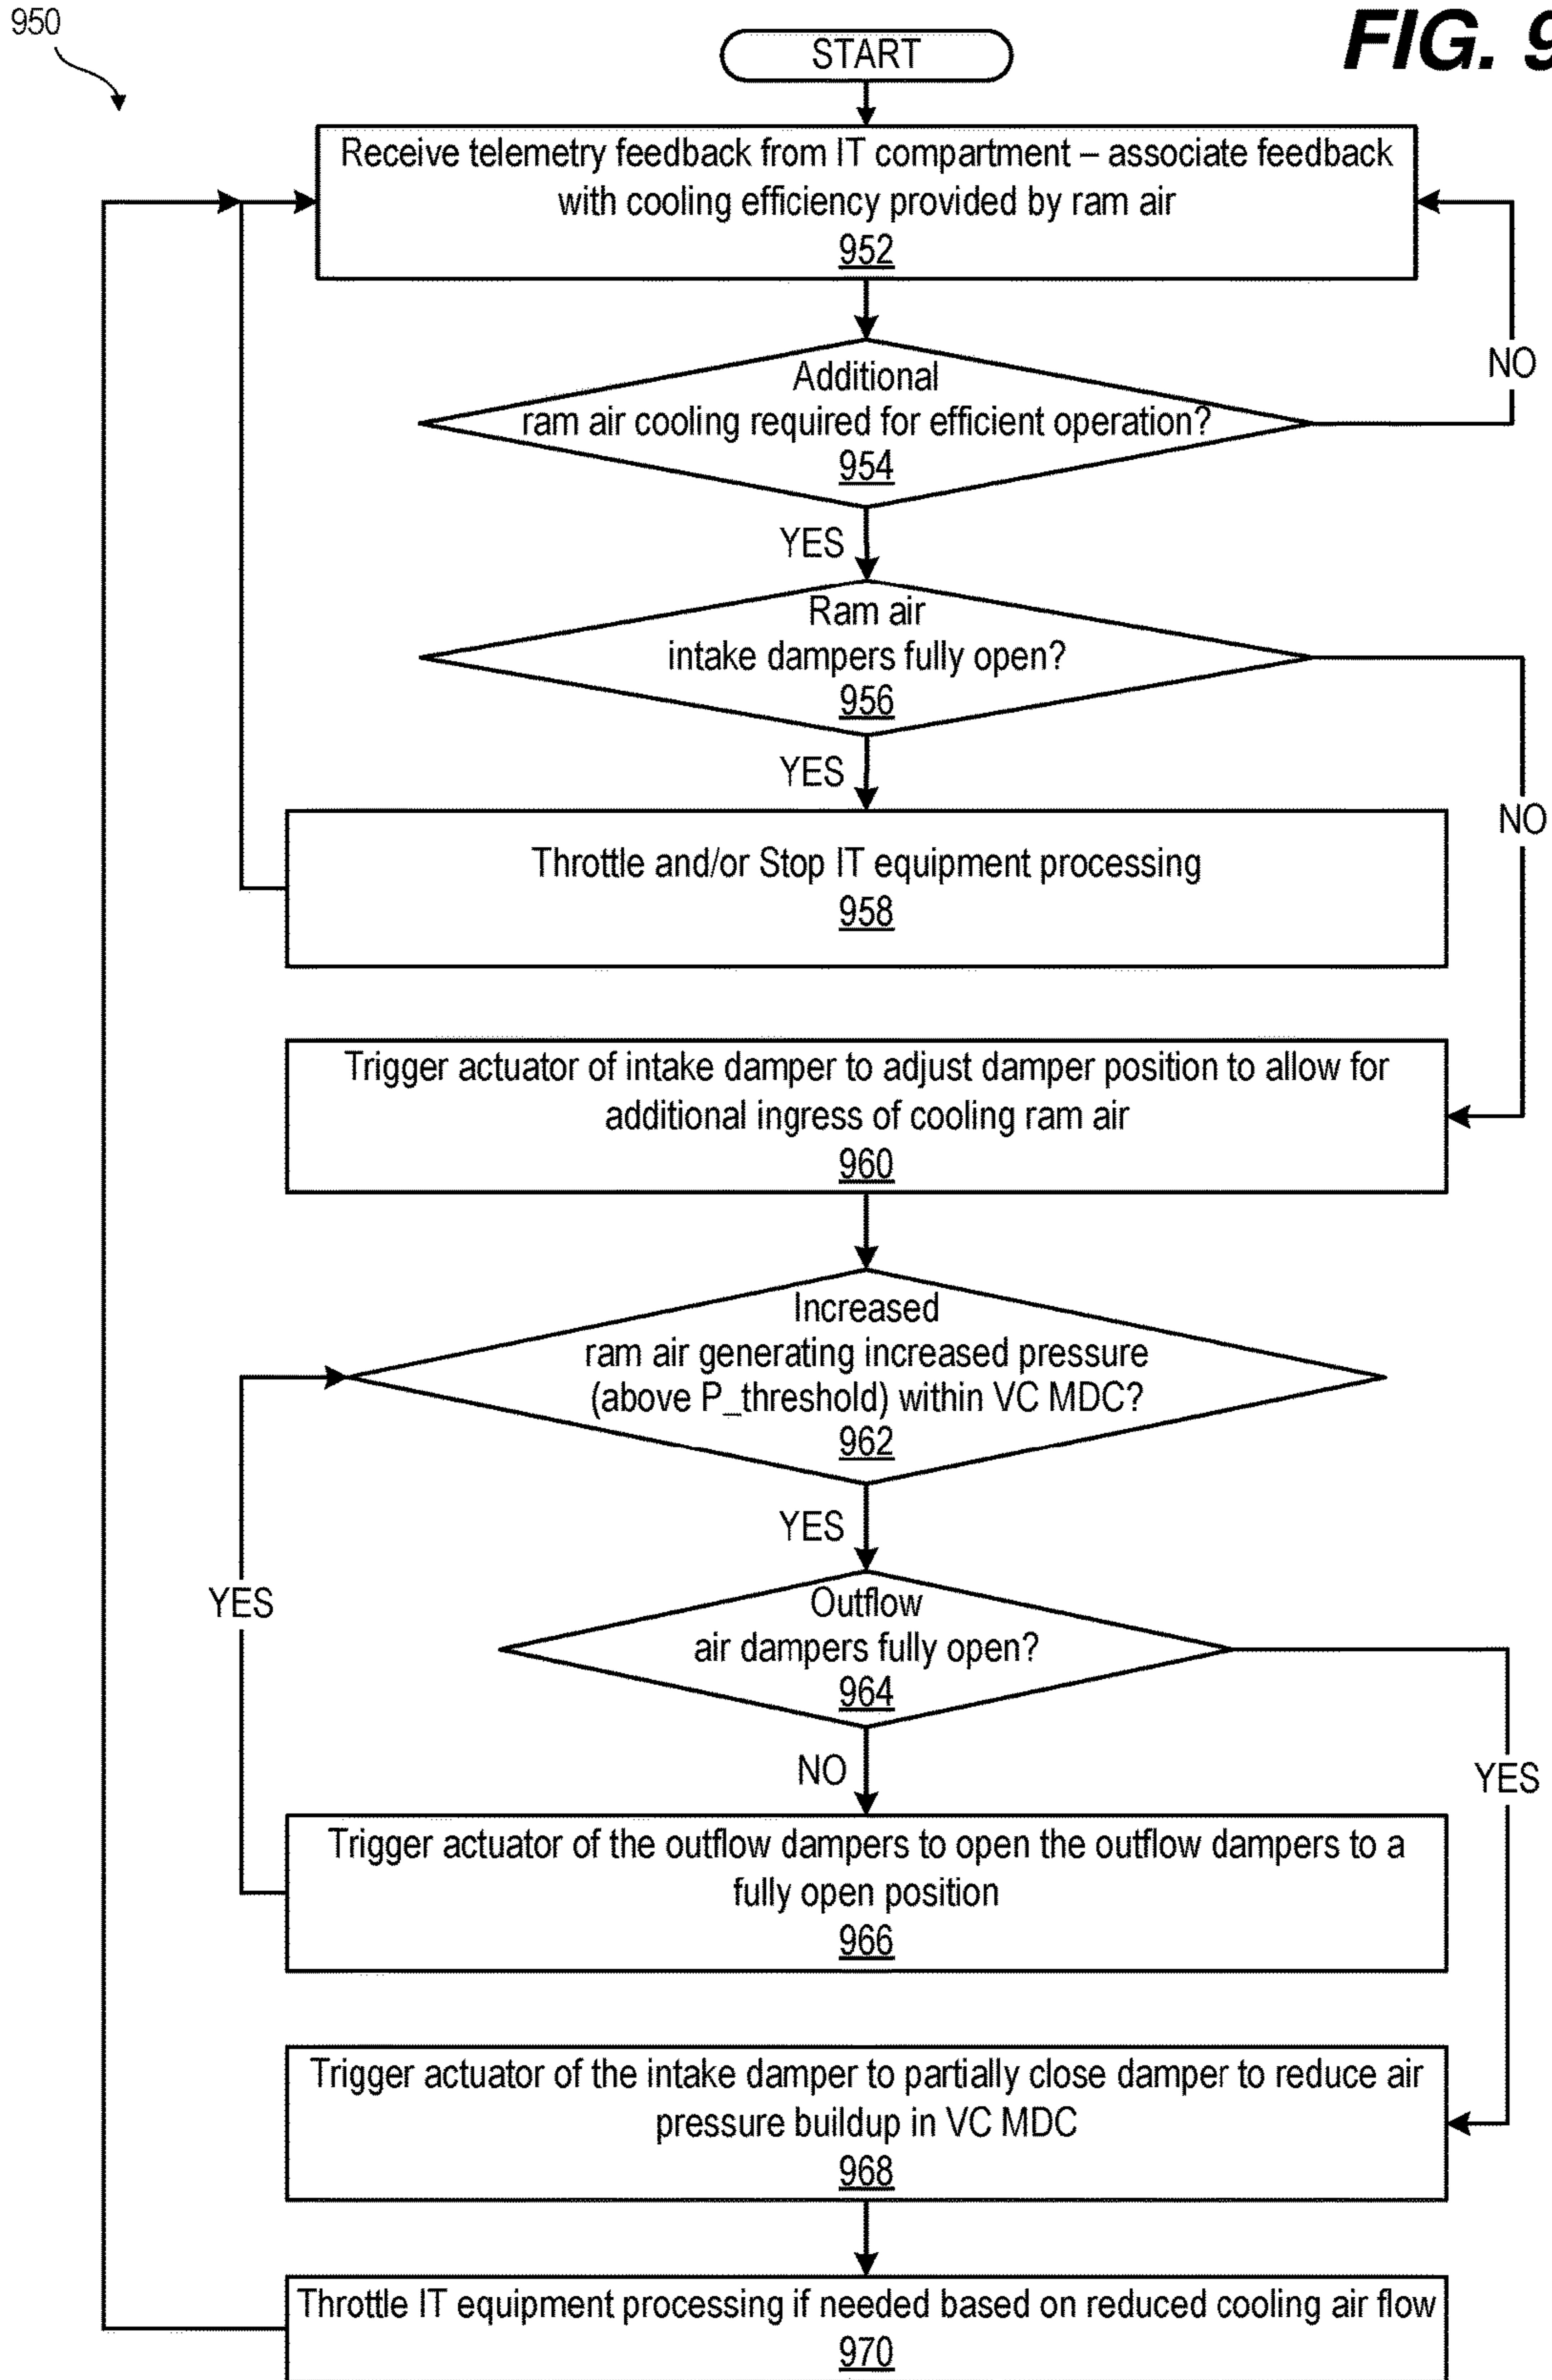 950
FIG. 9
START
Receive telemetry feedback from IT compartment – associate feedback
with cooling efficiency provided by ram air
952
NO
Additional
ram air cooling required for efficient operation?
954
YES
Ram air
intake dampers fully open?
956
YES
NO
Throttle and/or Stop IT equipment processing
958
Trigger actuator of intake damper to adjust damper position to allow for
additional ingress of cooling ram air
960
Increased
ram air generating increased pressure
(above P_threshold) within VC MDC?
962
YES
YES
Outflow
air dampers fully open?
964
NO
YES
Trigger actuator of the outflow dampers to open the outflow dampers to a
fully open position
966
Trigger actuator of the intake damper to partially close damper to reduce air
pressure buildup in VC MDC
968
Throttle IT equipment processing if needed based on reduced cooling air flow
970